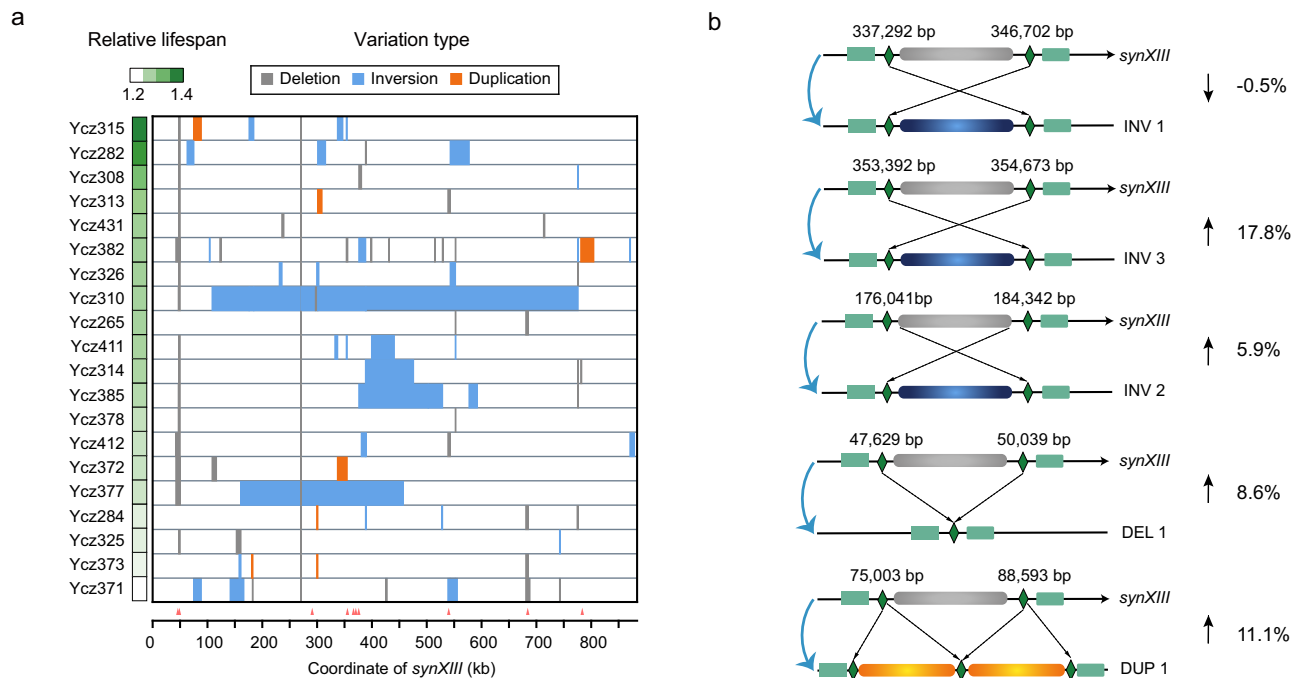 a
Relative lifespan
1.2 1.4
Variation type
Deletion Inversion Duplication
Ycz315
Ycz282
Ycz308
Ycz313
Ycz431
Ycz382
Ycz326
Ycz310
Ycz265
Ycz411
Ycz314
Ycz385
Ycz378
Ycz412
Ycz372
Ycz377
Ycz284
Ycz325
Ycz373
Ycz371
0 100 200 300 400 500 600 700 800
Coordinate of synXIII (kb)
b
337,292 bp 346,702 bp
synXIII
-0.5%
INV 1
353,392 bp 354,673 bp
synXIII
17.8%
INV 3
176,041bp 184,342 bp
synXIII
5.9%
INV 2
47,629 bp 50,039 bp
synXIII
8.6%
DEL 1
75,003 bp 88,593 bp
synXIII
11.1%
DUP 1